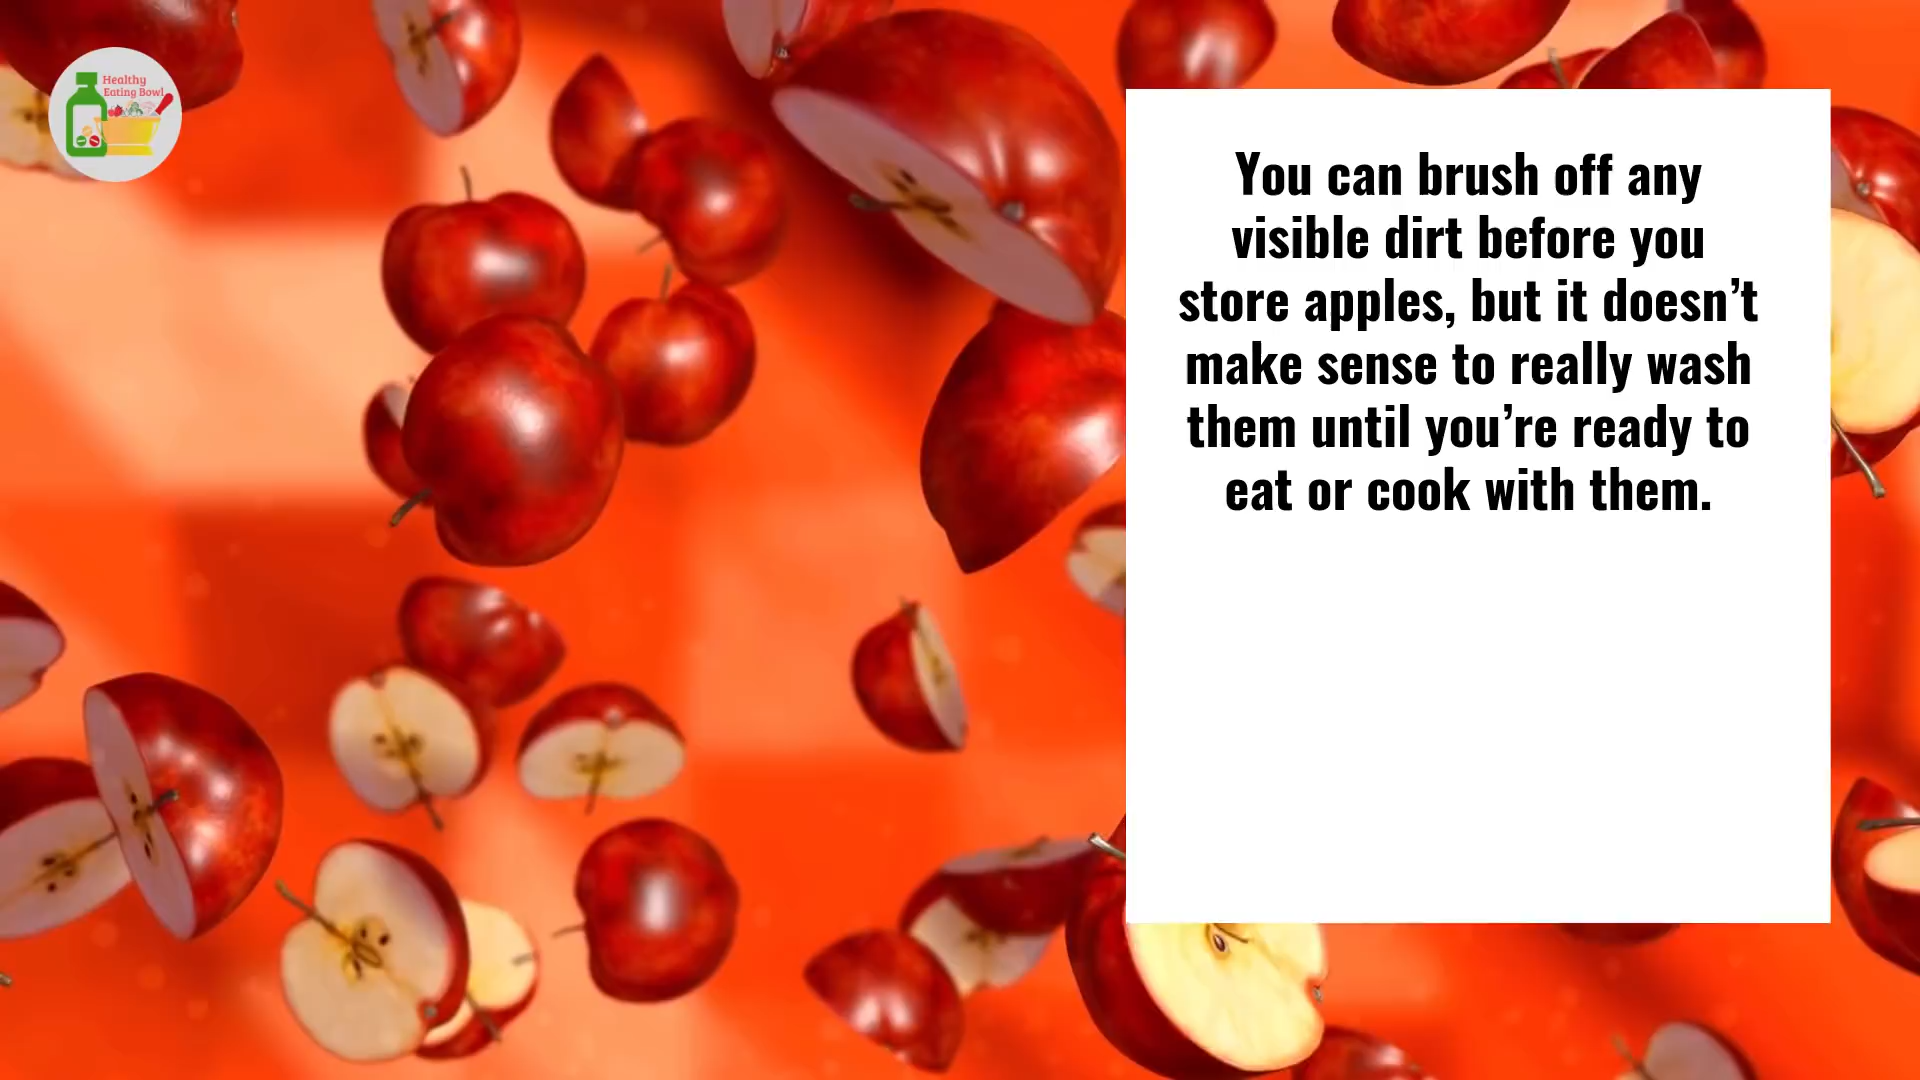 Healthy
Eating Bowl
You can brush off any
visible dirt before you
store apples, but it doesn’t
make sense to really wash
them until you’re ready to
eat or cook with them.